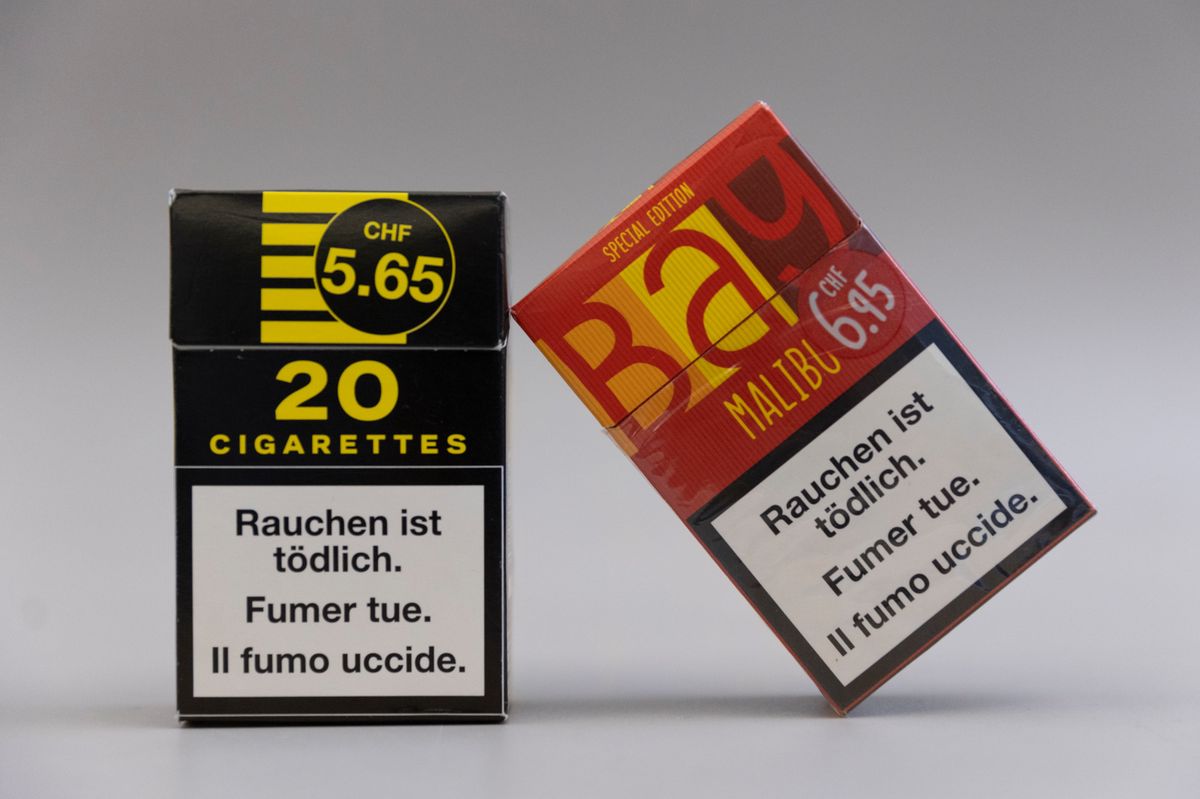 CHF
5.65
20
CIGARETTES
Rauchen ist
tödlich.
Fumer tue.
Il fumo uccide.
SPECIAL EDITION
Bay
MALIBU
CHF
6.95
Rauchen ist
tödlich.
Fumer tue.
Il fumo uccide.